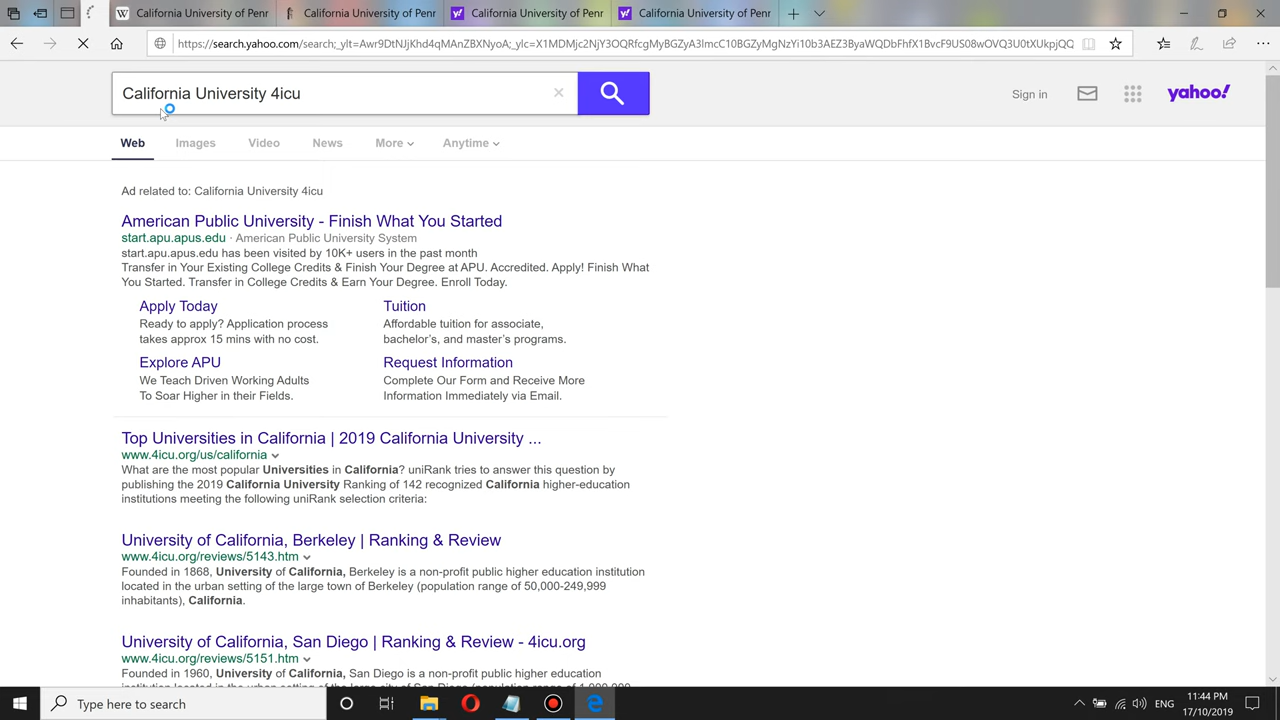 California University of Penn
California University of Penn
California University of Penn
California University of Penn
https://search.yahoo.com/search;_ylt=Awr9DtNJjKhd4qMAnZBXNyoA;_ylc=X1MDMjc2NjY3OQRfcgMyBGZyA3lmcC10BGZyMgNzYi10b3AEZ3ByaWQDbFhfX1BvcF9US08wOVQ3U0tXUkpjQQ
California University 4icu
Sign in
yahoo!
Web Images Video News More Anytime
Ad related to: California University 4icu
American Public University - Finish What You Started
start.apu.apus.edu · American Public University System
start.apu.apus.edu has been visited by 10K+ users in the past month
Transfer in Your Existing College Credits & Finish Your Degree at APU. Accredited. Apply! Finish What
You Started. Transfer in College Credits & Earn Your Degree. Enroll Today.
Apply Today
Ready to apply? Application process
takes approx 15 mins with no cost.
Tuition
Affordable tuition for associate,
bachelor's, and master's programs.
Explore APU
We Teach Driven Working Adults
To Soar Higher in their Fields.
Request Information
Complete Our Form and Receive More
Information Immediately via Email.
Top Universities in California | 2019 California University ...
www.4icu.org/us/california
What are the most popular Universities in California? uniRank tries to answer this question by
publishing the 2019 California University Ranking of 142 recognized California higher-education
institutions meeting the following uniRank selection criteria:
University of California, Berkeley | Ranking & Review
www.4icu.org/reviews/5143.htm
Founded in 1868, University of California, Berkeley is a non-profit public higher education institution
located in the urban setting of the large town of Berkeley (population range of 50,000-249,999
inhabitants), California.
University of California, San Diego | Ranking & Review - 4icu.org
www.4icu.org/reviews/5151.htm
Founded in 1960, University of California, San Diego is a non-profit public higher education
Type here to search
ENG
11:44 PM
17/10/2019